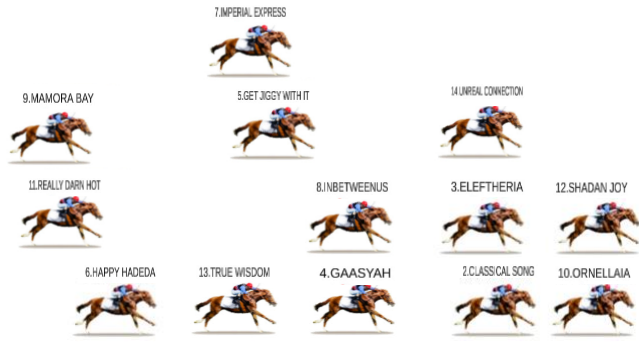 7.IMPERIAL EXPRESS
9.MAMORA BAY
5.GET JIGGY WITH IT
14 UNREAL CONNECTION
11.REALLY DARN HOT
8.INBETWEENUS
3.ELEFTHERIA
12.SHADAN JOY
6.HAPPY HADEDA
13.TRUE WISDOM
4.GAASYAH
2.CLASSICAL SONG
10.ORNELLAIA